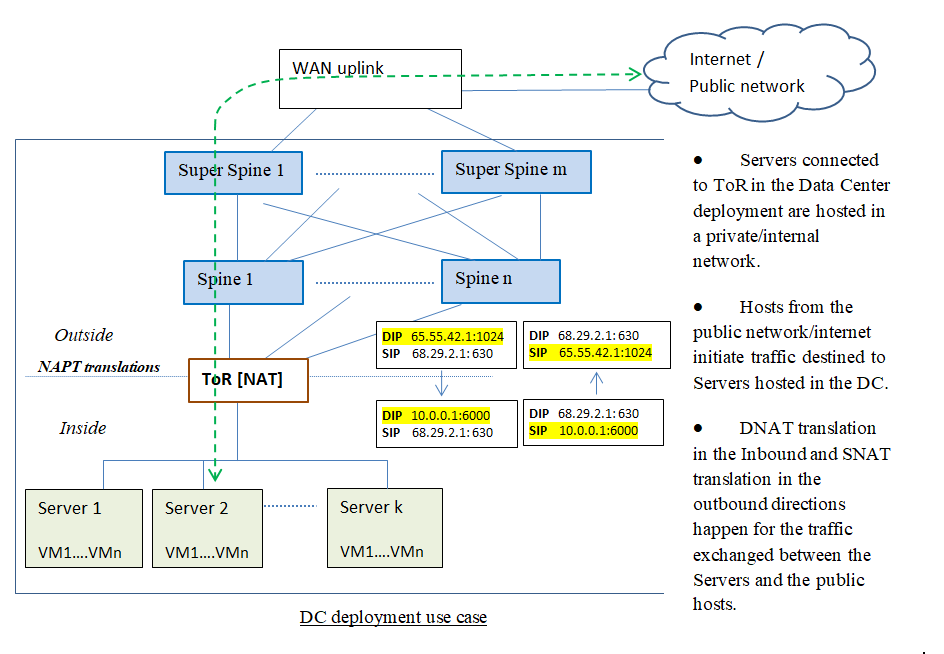 WAN uplink
Internet /
Public network
Super Spine 1
Super Spine m
Spine 1
Spine n
Outside
NAPT translations
ToR [NAT]
Inside
DIP 65.55.42.1:1024
SIP 68.29.2.1:630
DIP 68.29.2.1:630
SIP 65.55.42.1:1024
DIP 10.0.0.1:6000
SIP 68.29.2.1:630
DIP 68.29.2.1:630
SIP 10.0.0.1:6000
Server 1
VM1....VMn
Server 2
VM1....VMn
Server k
VM1....VMn
DC deployment use case
● Servers connected
to ToR in the Data Center
deployment are hosted in
a private/internal
network.
● Hosts from the
public network/internet
initiate traffic destined to
Servers hosted in the DC.
● DNAT translation
in the Inbound and SNAT
translation in the
outbound directions
happen for the traffic
exchanged between the
Servers and the public
hosts.
.